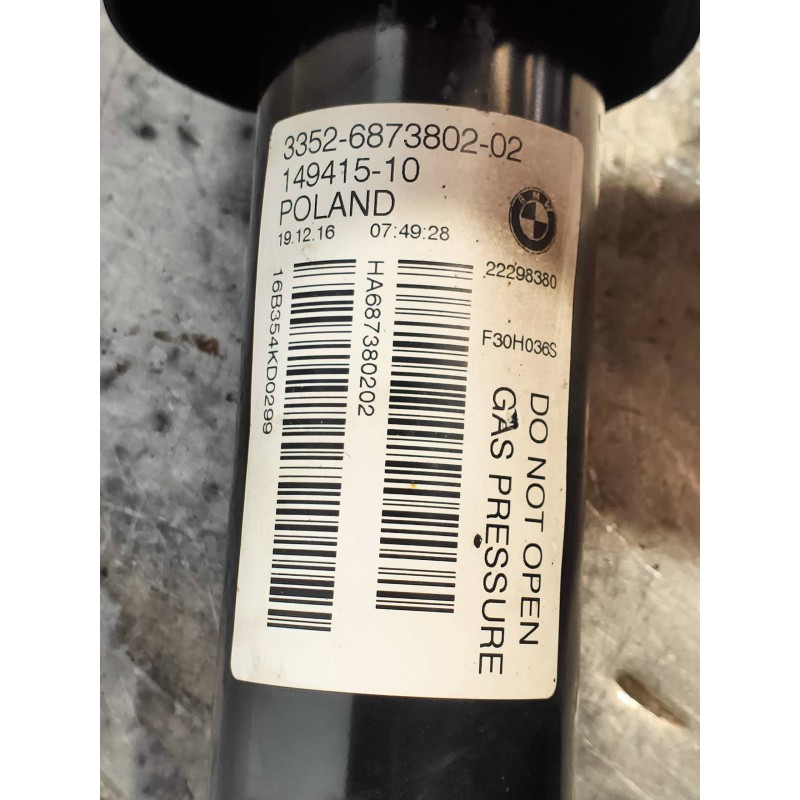 3352-6873802-02
149415-10
POLAND
19.12.16 07:49:28
BMW
22298380
F30H036S
16B354KD0299
HA687380202
DO NOT OPEN
GAS PRESSURE